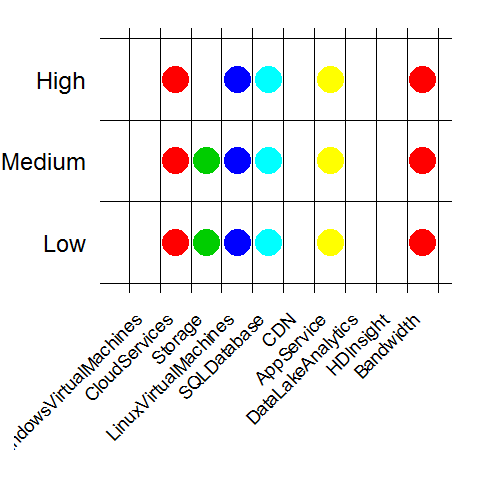 High
Medium
Low
ndowsVirtualMachines
CloudServices
Storage
LinuxVirtualMachines
SQLDatabase
CDN
AppService
DataLakeAnalytics
HDInsight
Bandwidth